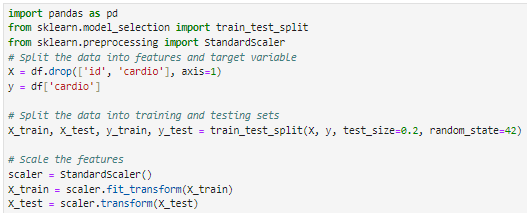 import pandas as pd
from sklearn.model_selection import train_test_split
from sklearn.preprocessing import StandardScaler
# Split the data into features and target variable
X = df.drop(['id', 'cardio'], axis=1)
y = df['cardio']
# Split the data into training and testing sets
X_train, X_test, y_train, y_test = train_test_split(X, y, test_size=0.2, random_state=42)
# Scale the features
scaler = StandardScaler()
X_train = scaler.fit_transform(X_train)
X_test = scaler.transform(X_test)